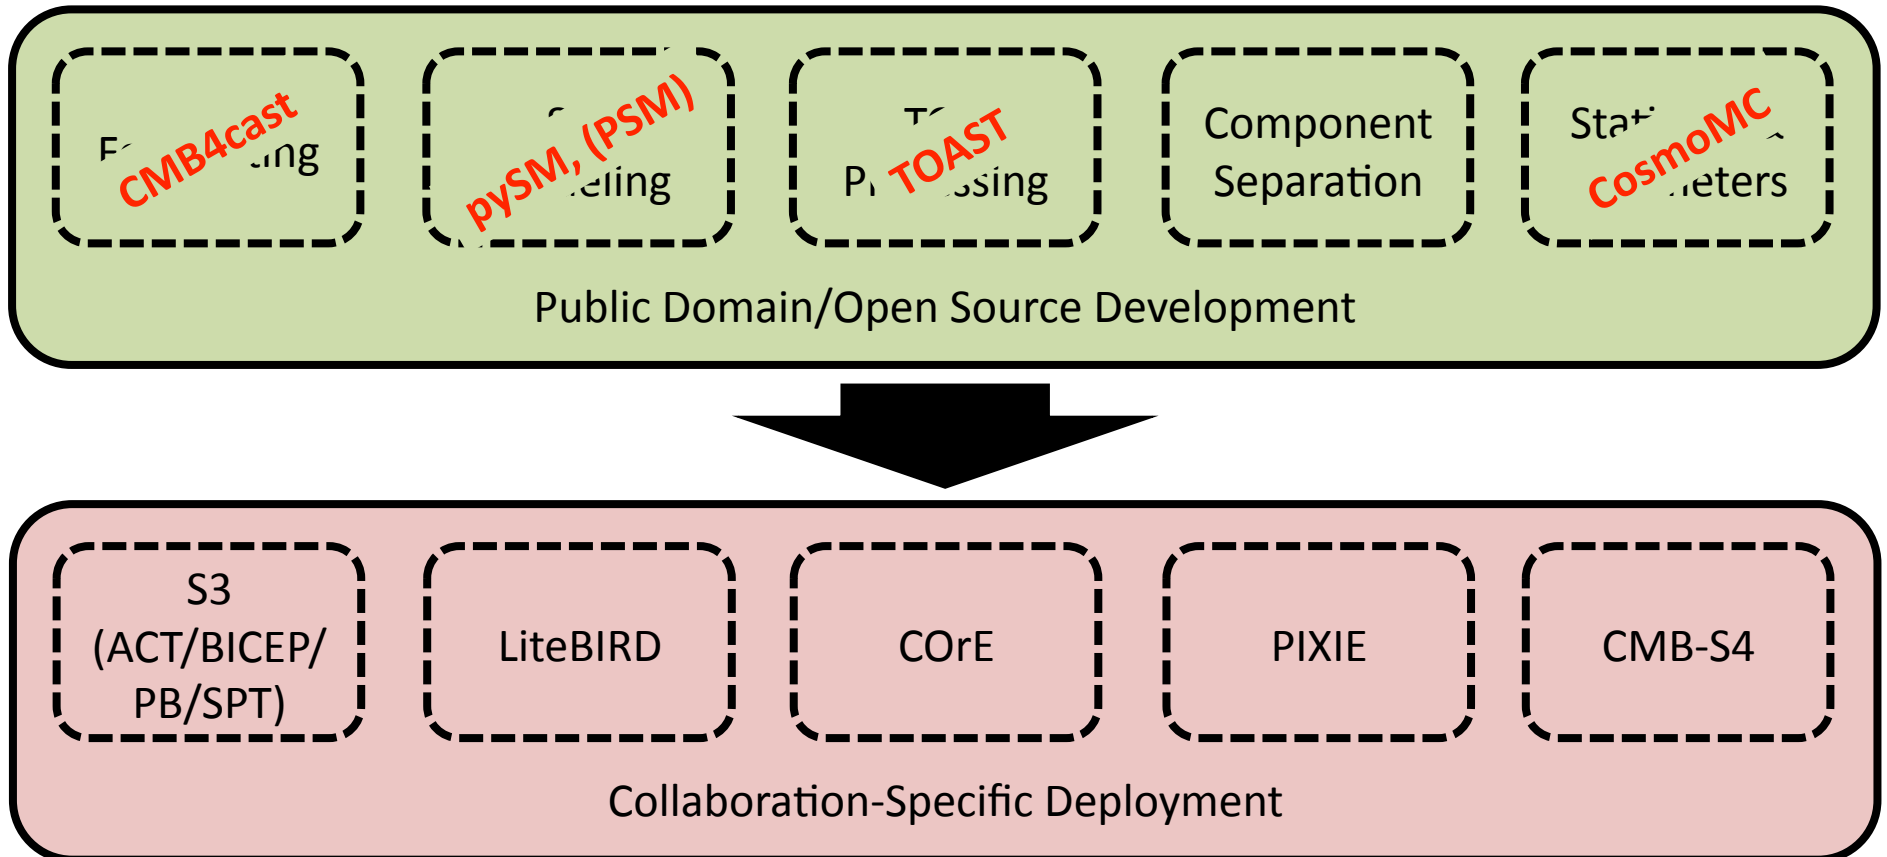 CMB4cast
pySM, (PSM)
TOAST
Component
Separation
CosmoMC
Public Domain/Open Source Development
S3
(ACT/BICEP/
PB/SPT)
LiteBIRD
COrE
PIXIE
CMB-S4
Collaboration-Specific Deployment